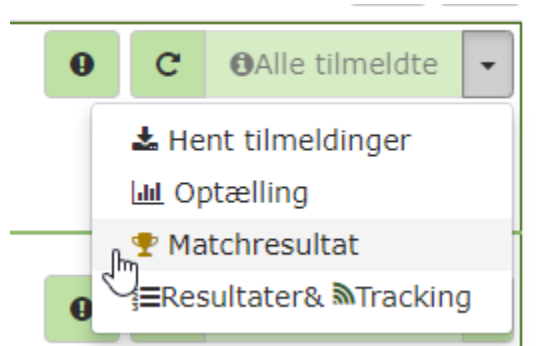 Alle tilmeldte
Hent tilmeldinger
Optælling
Matchresultat
Resultater& Tracking